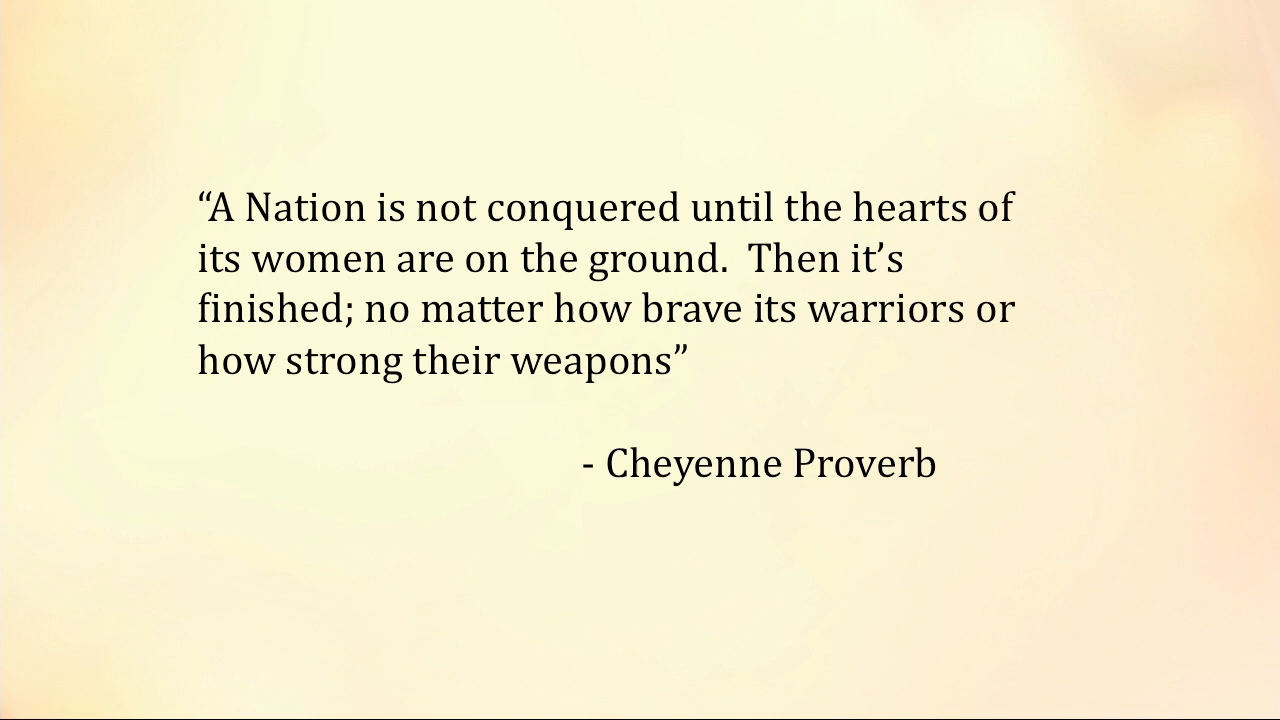 “A Nation is not conquered until the hearts of
its women are on the ground.  Then it’s
finished; no matter how brave its warriors or
how strong their weapons”
- Cheyenne Proverb